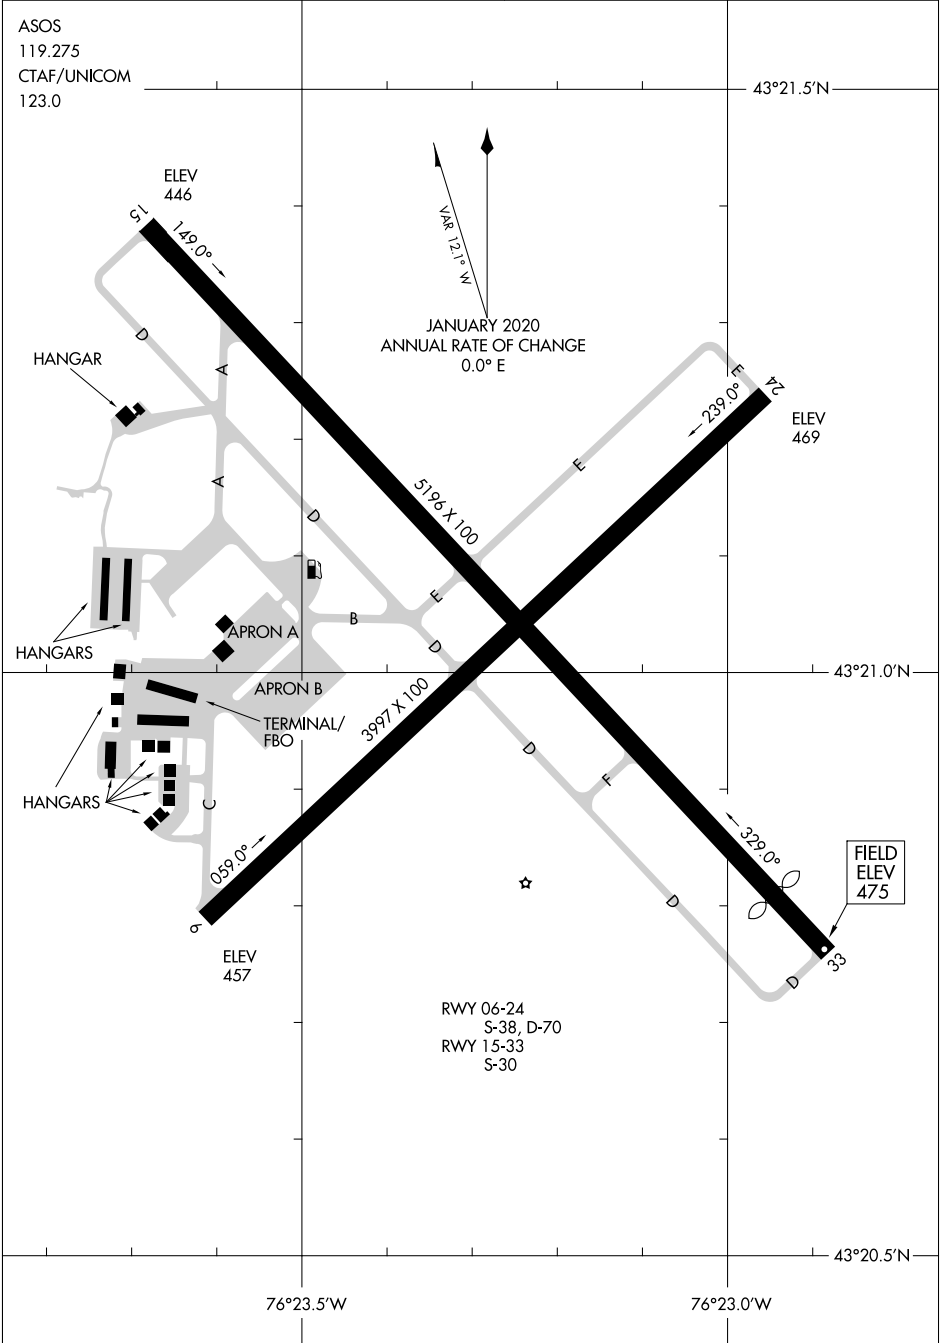 ASOS
119.275
CTAF/UNICOM
123.0
43°21.5'N
ELEV
446
15
149.0°
VAR 12.1° W
JANUARY 2020
ANNUAL RATE OF CHANGE
0.0° E
D
HANGAR
A
E
24
239.0°
ELEV
469
E
A
5196 X 100
D
E
B
APRON A
HANGARS
D
43°21.0'N
APRON B
3997 X 100
TERMINAL/
FBO
D
F
HANGARS
C
329.0°
059.0°
FIELD
ELEV
475
D
6
ELEV
457
33
D
RWY 06-24
S-38, D-70
RWY 15-33
S-30
43°20.5'N
76°23.5'W
76°23.0'W